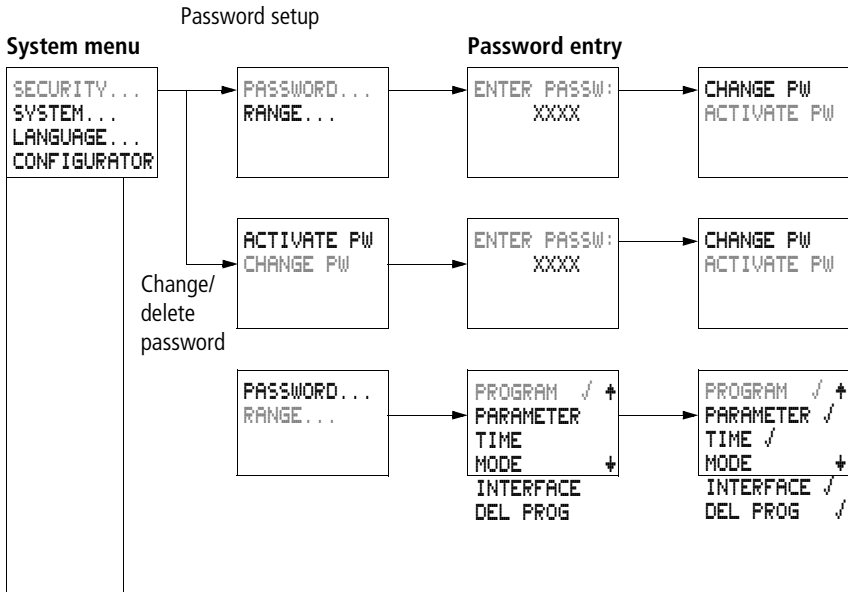 Password setup
System menu
Password entry
SECURITY...
SYSTEM...
LANGUAGE...
CONFIGURATOR
PASSWORD...
RANGE...
ENTER PASSW:
XXXX
CHANGE PW
ACTIVATE PW
Change/
delete
password
ACTIVATE PW
CHANGE PW
ENTER PASSW:
XXXX
CHANGE PW
ACTIVATE PW
PASSWORD...
RANGE...
PROGRAM √ ↑
PARAMETER
TIME
MODE ↓
INTERFACE
DEL PROG
PROGRAM √ ↑
PARAMETER √
TIME √
MODE ↓
INTERFACE √
DEL PROG √